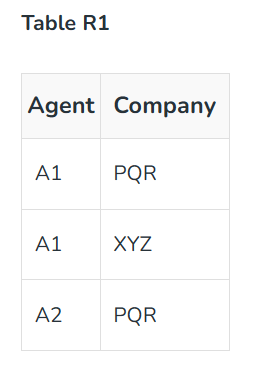 Table R1
Agent Company
A1 PQR
A1 XYZ
A2 PQR